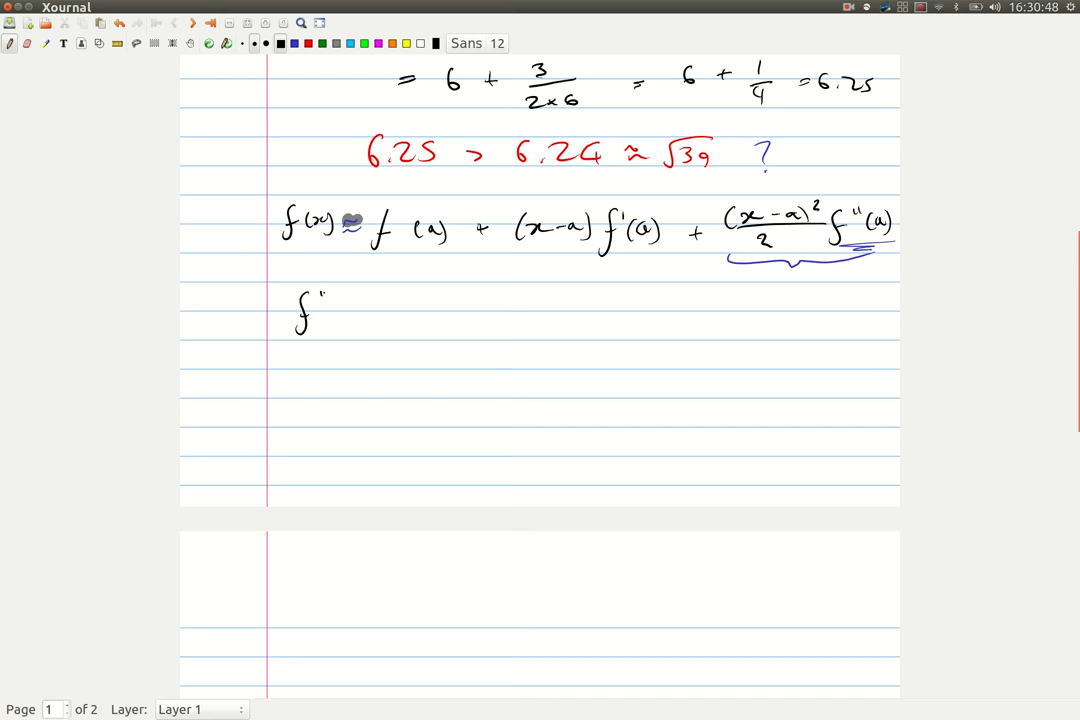 Xournal
16:30:48
Sans 12
= 6 + 3/(2×6) = 6 + 1/4 = 6.25
6.25 > 6.24 ≈ √39 ?
f(x) ≈ f(a) + (x-a) f'(a) + (x-a)²/2 f''(a)
f''
Page 1 of 2 Layer: Layer 1